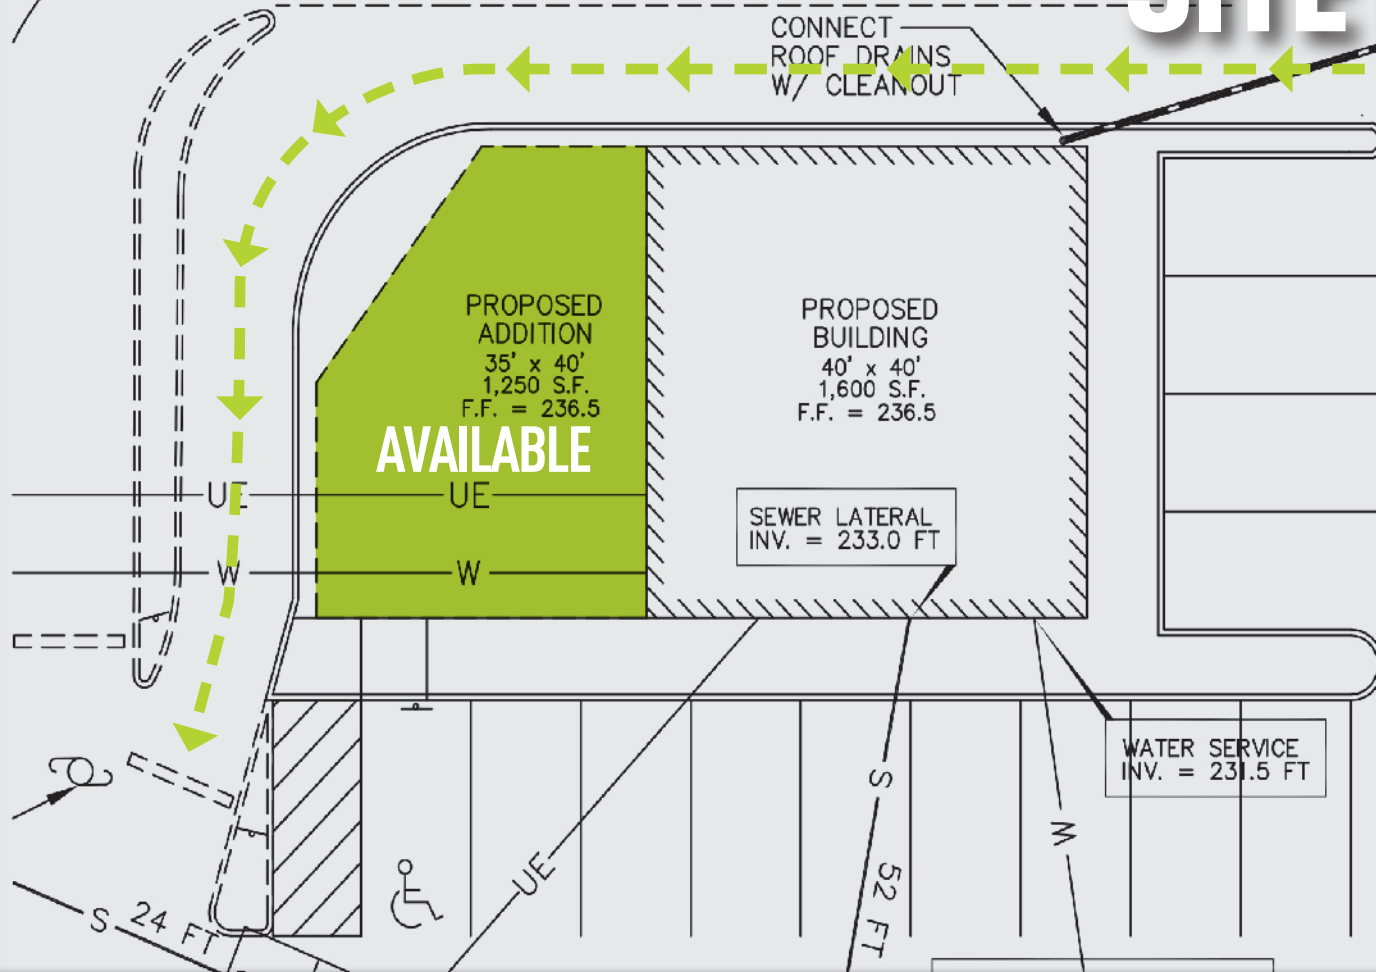 SITE
CONNECT
ROOF DRAINS
W/ CLEANOUT
PROPOSED
ADDITION
35' x 40'
1,250 S.F.
F.F. = 236.5
AVAILABLE
PROPOSED
BUILDING
40' x 40'
1,600 S.F.
F.F. = 236.5
UE
UE
W
W
SEWER LATERAL
INV. = 233.0 FT
WATER SERVICE
INV. = 231.5 FT
S
52 FT
W
UE
S
24 FT